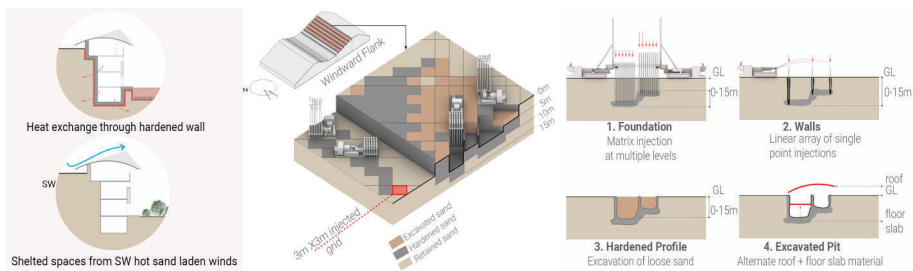 Heat exchange through hardened wall
SW
Shelted spaces from SW hot sand laden winds
Windward Flank
N
0m
5m
10m
15m
3m X3m injected
grid
Excavated sand
Hardened sand
Retained sand
GL
0-15m
1. Foundation
Matrix injection
at multiple levels
GL
0-15m
2. Walls
Linear array of single
point injections
GL
0-15m
3. Hardened Profile
Excavation of loose sand
roof
GL
floor
slab
4. Excavated Pit
Alternate roof + floor slab material